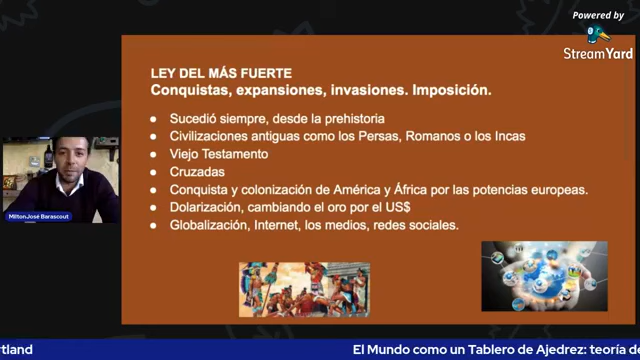 Powered by
StreamYard
LEY DEL MÁS FUERTE
Conquistas, expansiones, invasiones. Imposición.
Sucedió siempre, desde la prehistoria
Civilizaciones antiguas como los Persas, Romanos o los Incas
Viejo Testamento
Cruzadas
Conquista y colonización de América y África por las potencias europeas.
Dolarización, cambiando el oro por el US$
Globalización, Internet, los medios, redes sociales.
MiltonJosé Barascout
rtland
El Mundo como un Tablero de Ajedrez: teoría de